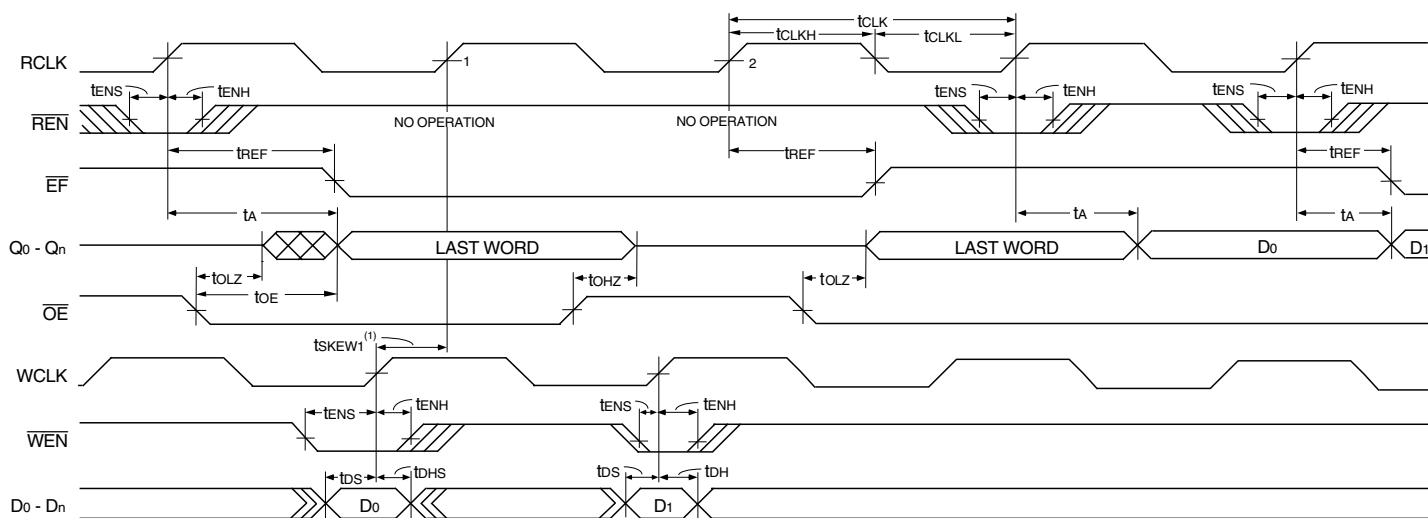 tCLK
tCLKH tCLKL
RCLK 1 2
tENS tENH tENS tENH tENS tENH
REN NO OPERATION NO OPERATION
tREF tREF tREF
EF
tA tA tA
Q0 - Qn LAST WORD LAST WORD D0 D1
tOLZ tOHZ tOLZ
tOE
OE
tSKEW1(1)
WCLK
tENS tENH tENS tENH
WEN
tDS tDHS tDS tDH
D0 - Dn D0 D1